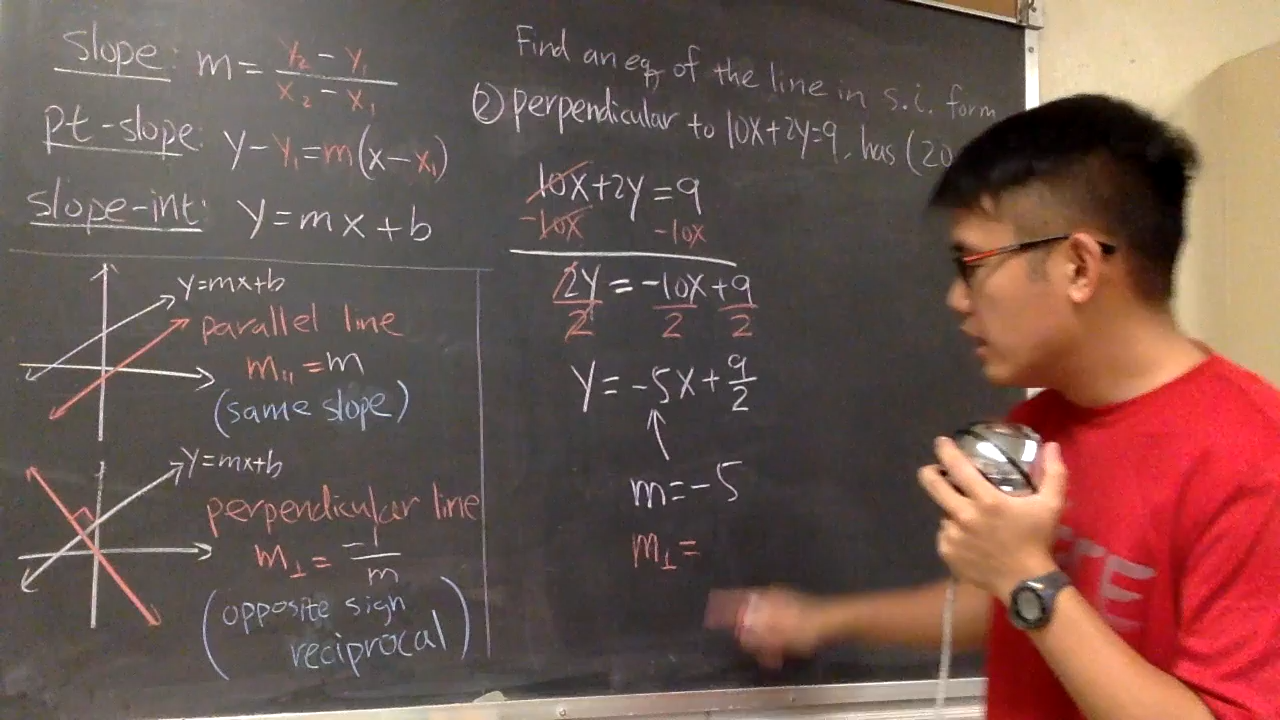 slope: m = y₂ - y₁ / x₂ - x₁
pt-slope: y - y₁ = m(x - x₁)
slope-int: y = mx + b
y=mx+b
parallel line
m₁₁ = m
(same slope)
y=mx+b
perpendicular line
m⊥ = -1/m
(opposite sign
reciprocal)
Find an eq of the line in s.i. form
② perpendicular to 10x+2y=9, has (20
10x+2y=9
-10x -10x
2y/2 = -10x/2 + 9/2
y = -5x + 9/2
m = -5
m⊥ =